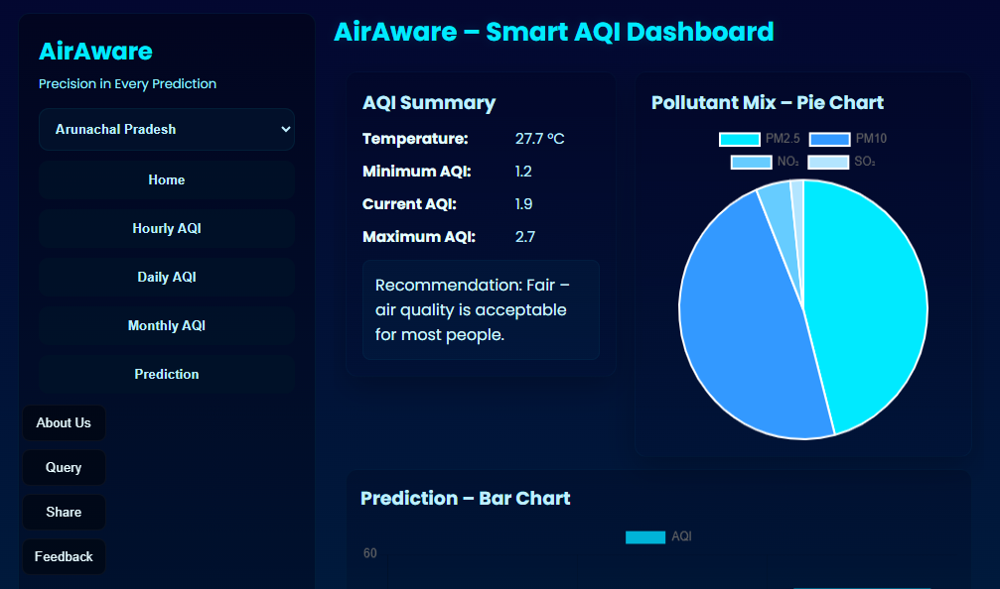 AirAware
Precision in Every Prediction
Arunachal Pradesh
Home
Hourly AQI
Daily AQI
Monthly AQI
Prediction
About Us
Query
Share
Feedback
AirAware – Smart AQI Dashboard
AQI Summary
Temperature: 27.7 °C
Minimum AQI: 1.2
Current AQI: 1.9
Maximum AQI: 2.7
Recommendation: Fair –
air quality is acceptable
for most people.
Pollutant Mix – Pie Chart
PM2.5 PM10
NO₂ SO₂
Prediction – Bar Chart
AQI
60